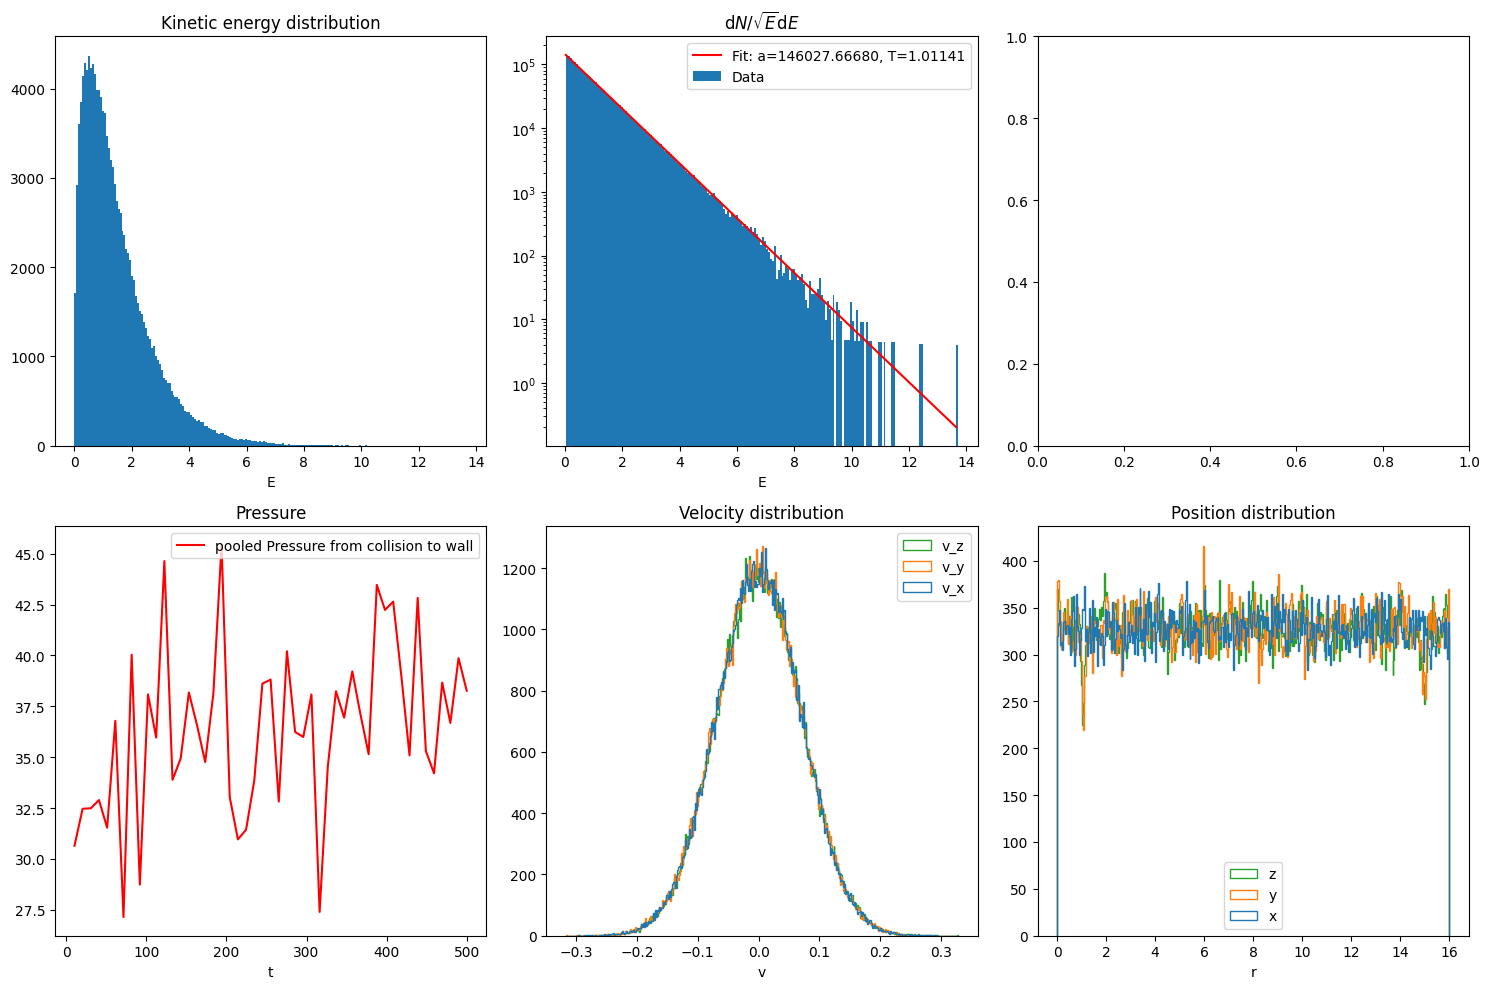 Kinetic energy distribution
4000
3000
2000
1000
0
0 2 4 6 8 10 12 14
E
dN/√E dE
Fit: a=146027.66680, T=1.01141
Data
10⁵
10⁴
10³
10²
10¹
10⁰
0 2 4 6 8 10 12 14
E
1.0
0.8
0.6
0.4
0.2
0.0
0.0 0.2 0.4 0.6 0.8 1.0
Pressure
pooled Pressure from collision to wall
45.0
42.5
40.0
37.5
35.0
32.5
30.0
27.5
0 100 200 300 400 500
t
Velocity distribution
v_z
v_y
v_x
1200
1000
800
600
400
200
0
−0.3 −0.2 −0.1 0.0 0.1 0.2 0.3
v
Position distribution
400
350
300
250
200
150
100
50
0
z
y
x
0 2 4 6 8 10 12 14 16
r